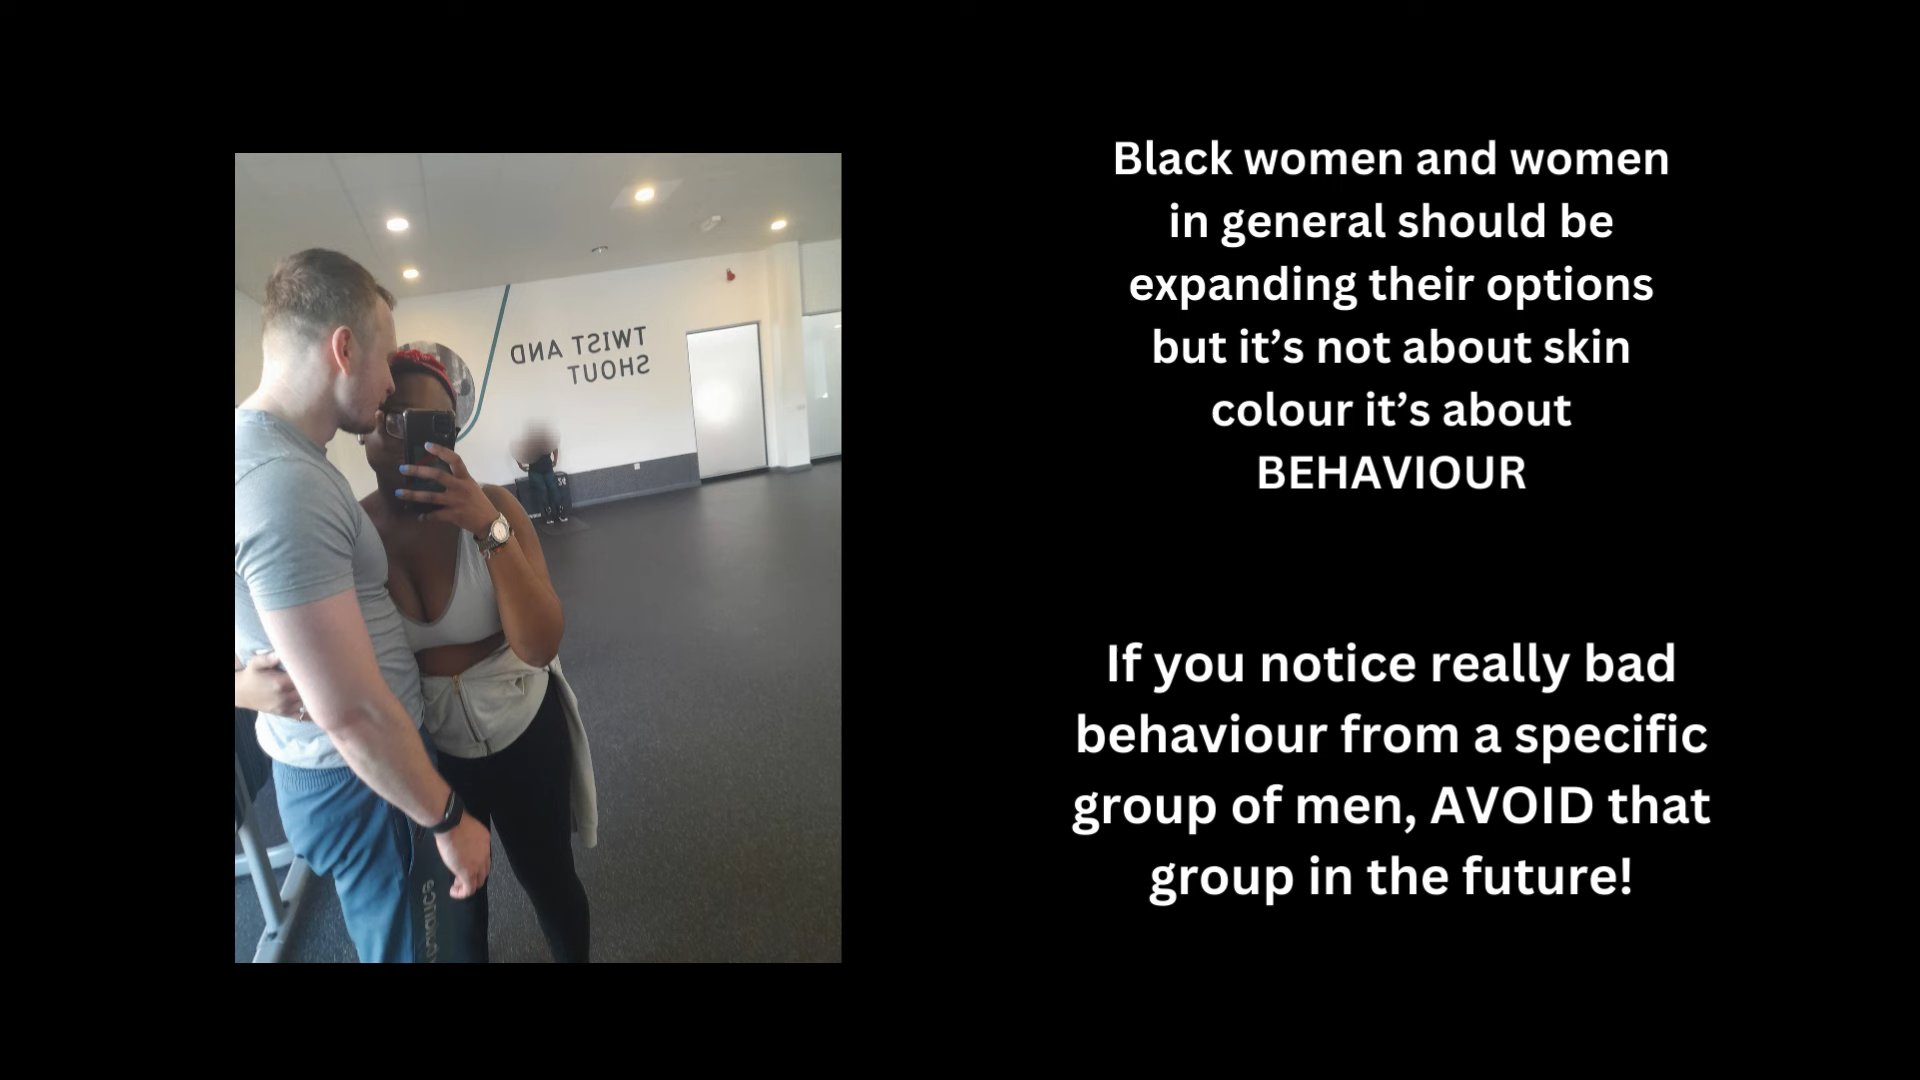 Black women and women
in general should be
expanding their options
but it’s not about skin
colour it’s about
BEHAVIOUR
If you notice really bad
behaviour from a specific
group of men, AVOID that
group in the future!
TWIST AND
SHOUT